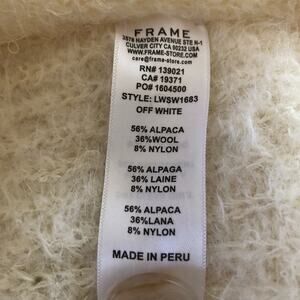 FRAME
3578 HAYDEN AVENUE STE N-1
CULVER CITY CA 90232 USA
WWW.FRAME-STORE.COM
care@frame-store.com
RN# 139021
CA# 19371
PO# 1604500
STYLE: LWSW1683
OFF WHITE
56% ALPACA
36%WOOL
8% NYLON
56% ALPAGA
36% LAINE
8% NYLON
56% ALPACA
36%LANA
8% NYLON
MADE IN PERU